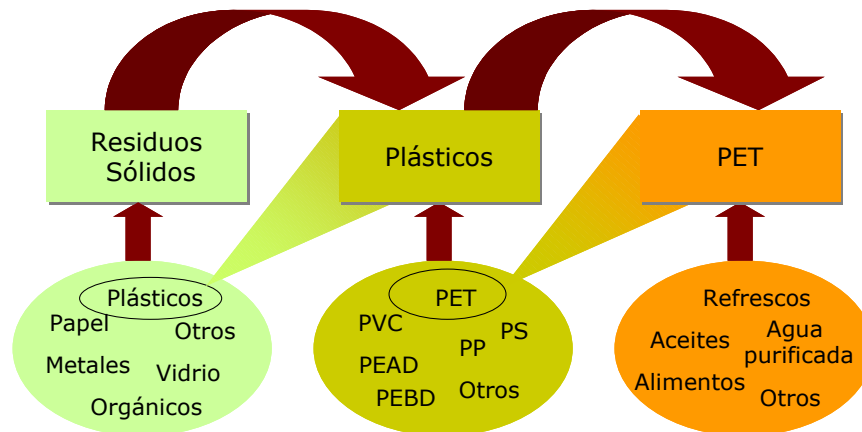 Residuos
Sólidos
Plásticos
PET
Plásticos
Papel
Otros
Metales
Vidrio
Orgánicos
PET
PVC
PS
PP
PEAD
PEBD
Otros
Refrescos
Aceites
Agua
purificada
Alimentos
Otros